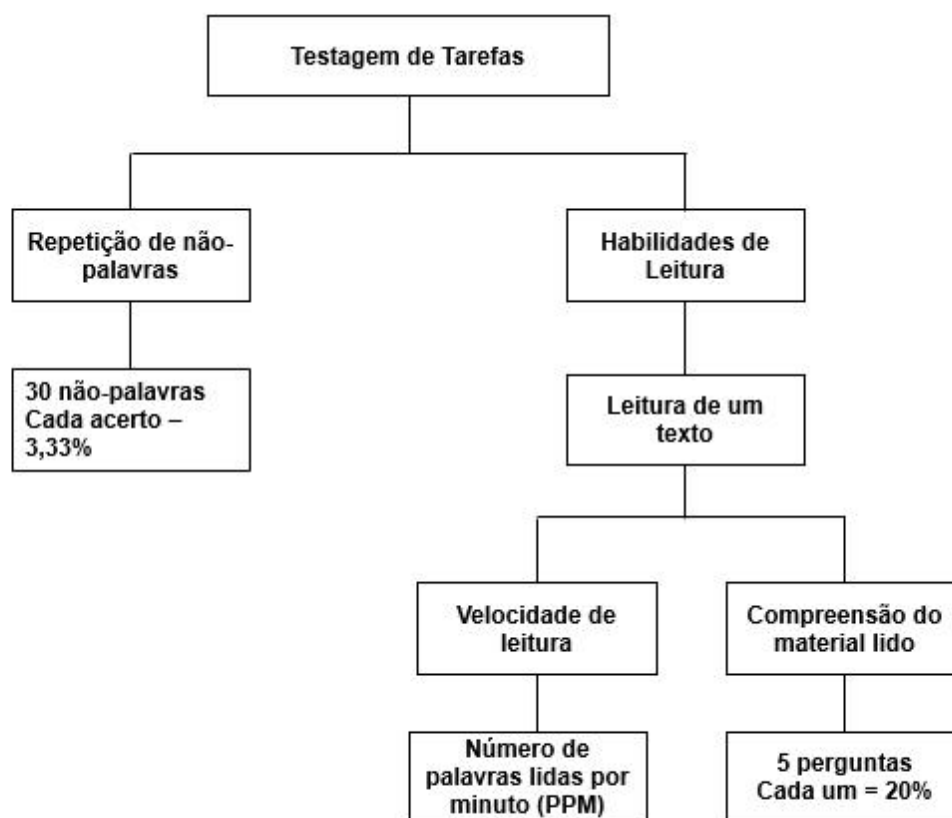 Testagem de Tarefas
Repetição de não-
palavras
Habilidades de
Leitura
30 não-palavras
Cada acerto –
3,33%
Leitura de um
texto
Velocidade de
leitura
Compreensão do
material lido
Número de
palavras lidas por
minuto (PPM)
5 perguntas
Cada um = 20%